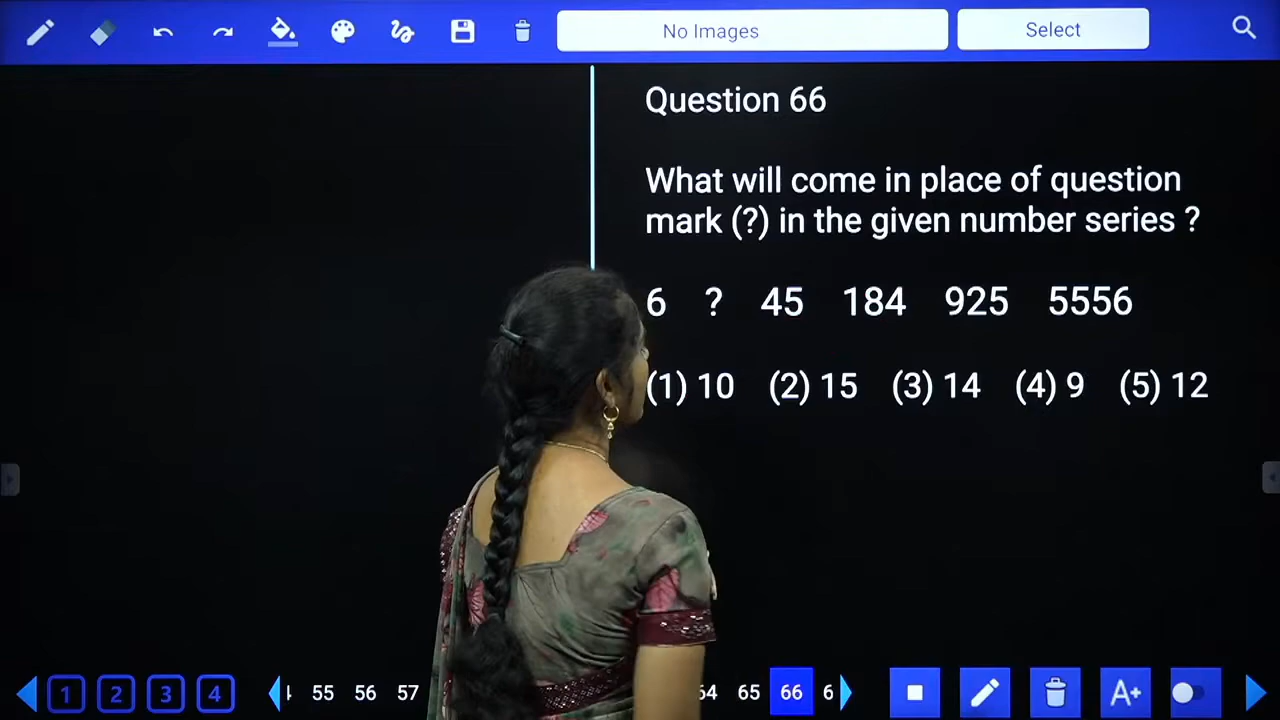 No Images Select
Question 66
What will come in place of question
mark (?) in the given number series ?
6 ? 45 184 925 5556
(1) 10 (2) 15 (3) 14 (4) 9 (5) 12
1 2 3 4 55 56 57 64 65 66 6 A+